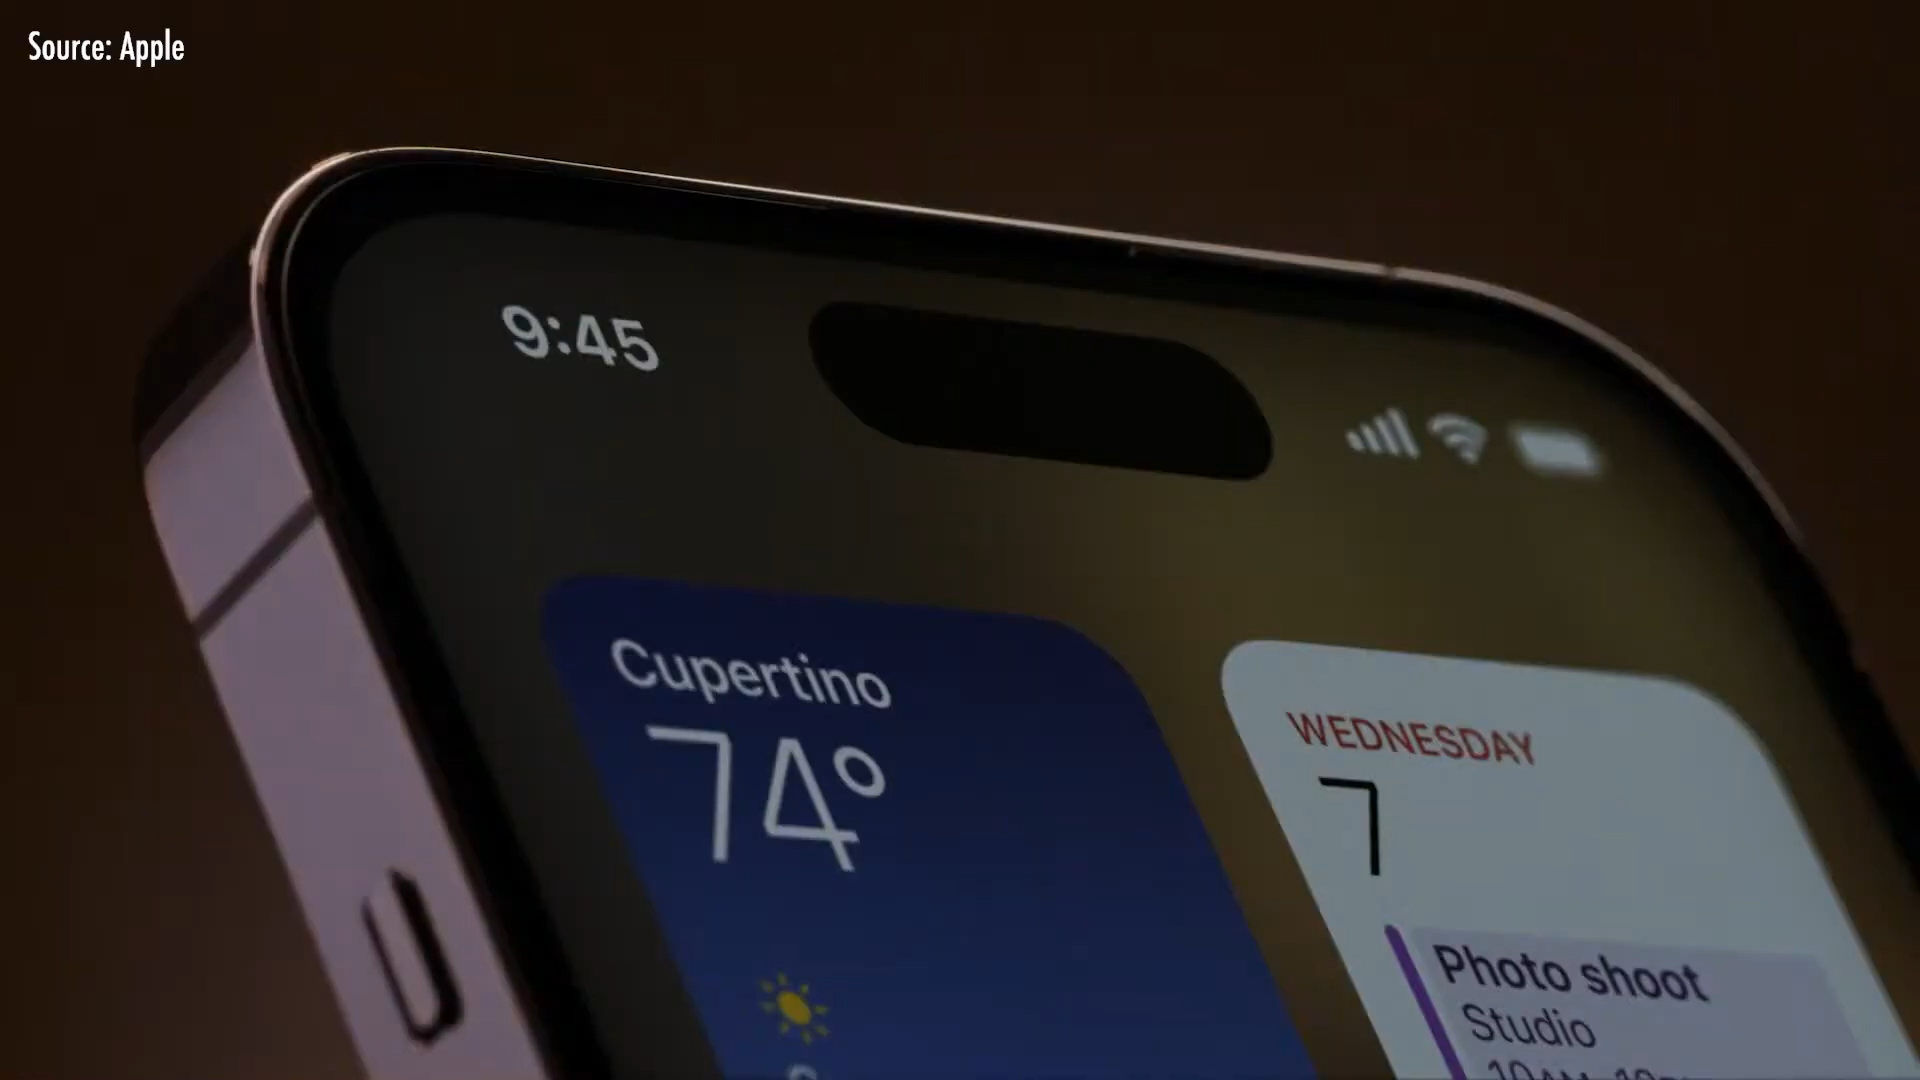 Source: Apple
9:45
Cupertino
74°
WEDNESDAY
7
Photo shoot
Studio